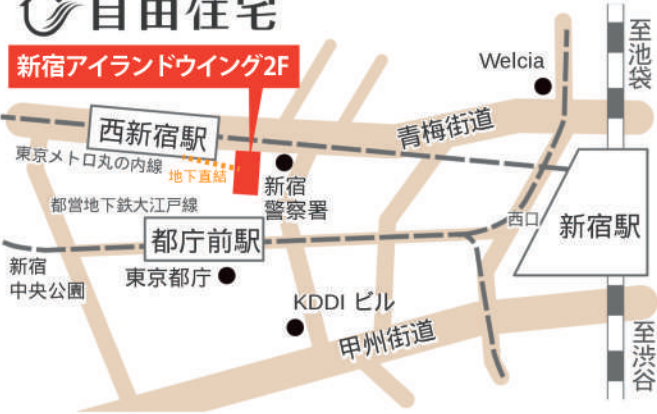 自由住宅
新宿アイランドウイング2F
至池袋
Welcia
青梅街道
西新宿駅
東京メトロ丸の内線
地下直結
新宿
警察署
都営地下鉄大江戸線
西口
新宿駅
都庁前駅
新宿
中央公園
東京都庁
KDDI ビル
甲州街道
至渋谷